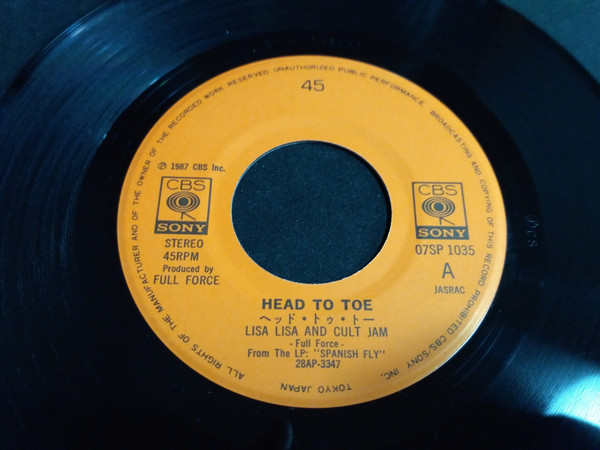 ALL RIGHTS OF THE MANUFACTURER AND OF THE OWNER OF THE RECORDED WORK RESERVED UNAUTHORIZED PUBLIC PERFORMANCE. BROADCASTING AND COPYING OF THIS RECORD PROHIBITED CBS/SONY INC.
TOKYO JAPAN
45
℗ 1987 CBS Inc.
CBS
SONY
STEREO
45RPM
Produced by
FULL FORCE
CBS
SONY
07SP 1035
A
JASRAC
HEAD TO TOE
ヘッド・トゥ・トー
LISA LISA AND CULT JAM
- Full Force -
From The LP: "SPANISH FLY"
28AP-3347